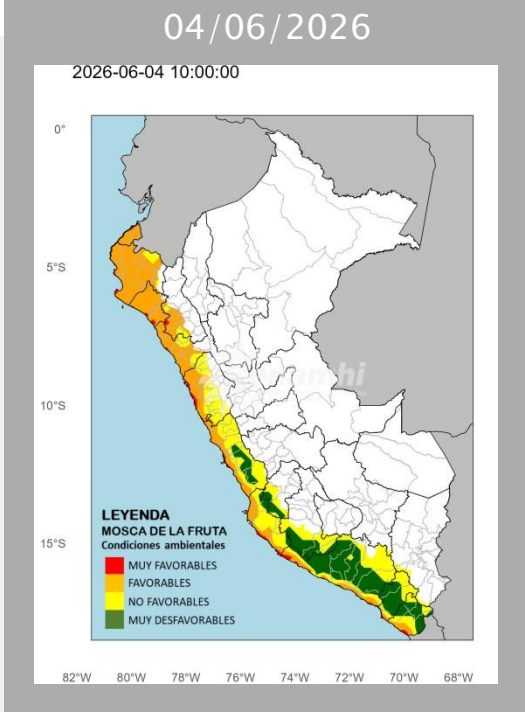 04/06/2026
2026-06-04 10:00:00
0°
5°S
10°S
15°S
LEYENDA
MOSCA DE LA FRUTA
Condiciones ambientales
MUY FAVORABLES
FAVORABLES
NO FAVORABLES
MUY DESFAVORABLES
82°W 80°W 78°W 76°W 74°W 72°W 70°W 68°W